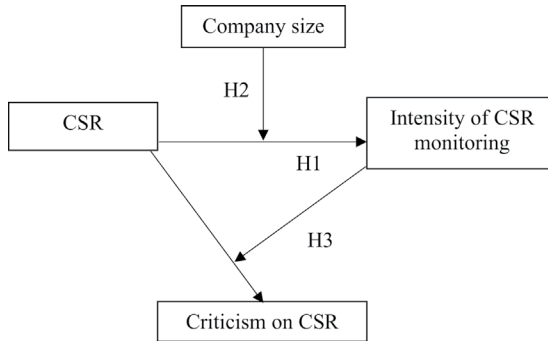 Company size
H2
CSR
Intensity of CSR
monitoring
H1
H3
Criticism on CSR